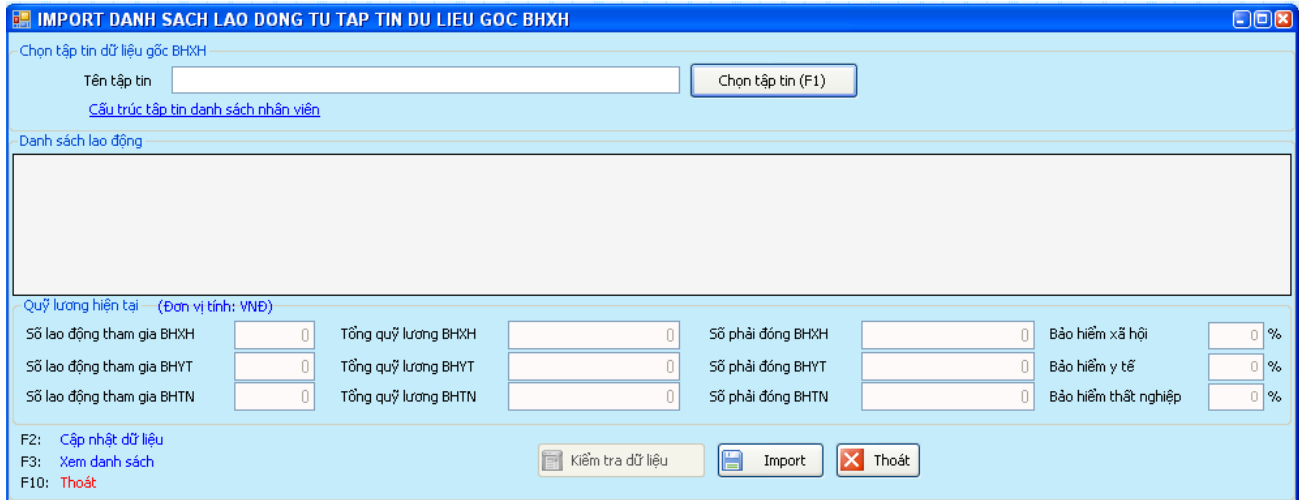 IMPORT DANH SACH LAO DONG TU TAP TIN DU LIEU GOC BHXH
Chọn tập tin dữ liệu gốc BHXH
Tên tập tin Chọn tập tin (F1)
Cấu trúc tập tin danh sách nhân viên
Danh sách lao động
Quỹ lương hiện tại (Đơn vị tính: VNĐ)
Số lao động tham gia BHXH 0 Tổng quỹ lương BHXH 0 Số phải đóng BHXH 0 Bảo hiểm xã hội 0 %
Số lao động tham gia BHYT 0 Tổng quỹ lương BHYT 0 Số phải đóng BHYT 0 Bảo hiểm y tế 0 %
Số lao động tham gia BHTN 0 Tổng quỹ lương BHTN 0 Số phải đóng BHTN 0 Bảo hiểm thất nghiệp 0 %
F2: Cập nhật dữ liệu
F3: Xem danh sách
F10: Thoát
Kiểm tra dữ liệu Import Thoát